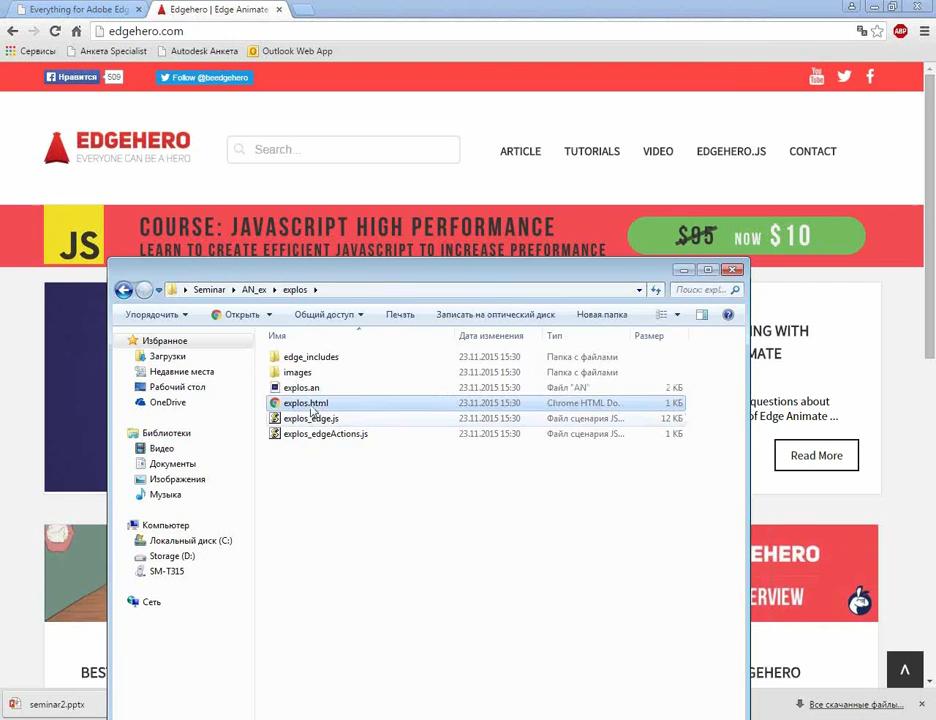 Everything for Adobe Edg
Edgehero | Edge Animate
edgehero.com
ABP
Сервисы
Анкета Specialist
Autodesk Анкета
Outlook Web App
Нравится
509
Follow @beedgehero
You
Tube
EDGEHERO
EVERYONE CAN BE A HERO
Search...
ARTICLE
TUTORIALS
VIDEO
EDGEHERO.JS
CONTACT
JS
COURSE: JAVASCRIPT HIGH PERFORMANCE
LEARN TO CREATE EFFICIENT JAVASCRIPT TO INCREASE PREFORMANCE
$95 NOW $10
Seminar
AN_ex
explos
Поиск: expl...
Упорядочить
Открыть
Общий доступ
Печать
Записать на оптический диск
Новая папка
Имя
Дата изменения
Тип
Размер
Избранное
Загрузки
Недавние места
Рабочий стол
OneDrive
Библиотеки
Видео
Документы
Изображения
Музыка
Компьютер
Локальный диск (C:)
Storage (D:)
SM-T315
Сеть
edge_includes 23.11.2015 15:30 Папка с файлами
images 23.11.2015 15:30 Папка с файлами
explos.an 23.11.2015 15:30 Файл "AN" 2 КБ
explos.html 23.11.2015 15:30 Chrome HTML Do... 1 КБ
explos_edge.js 23.11.2015 15:30 Файл сценария JS... 12 КБ
explos_edgeActions.js 23.11.2015 15:30 Файл сценария JS... 1 КБ
ING WITH
MATE
questions about
of Edge Animate ...
Read More
EHERO
ERVIEW
BES
GEHERO
seminar2.pptx
Все скачанные файлы...